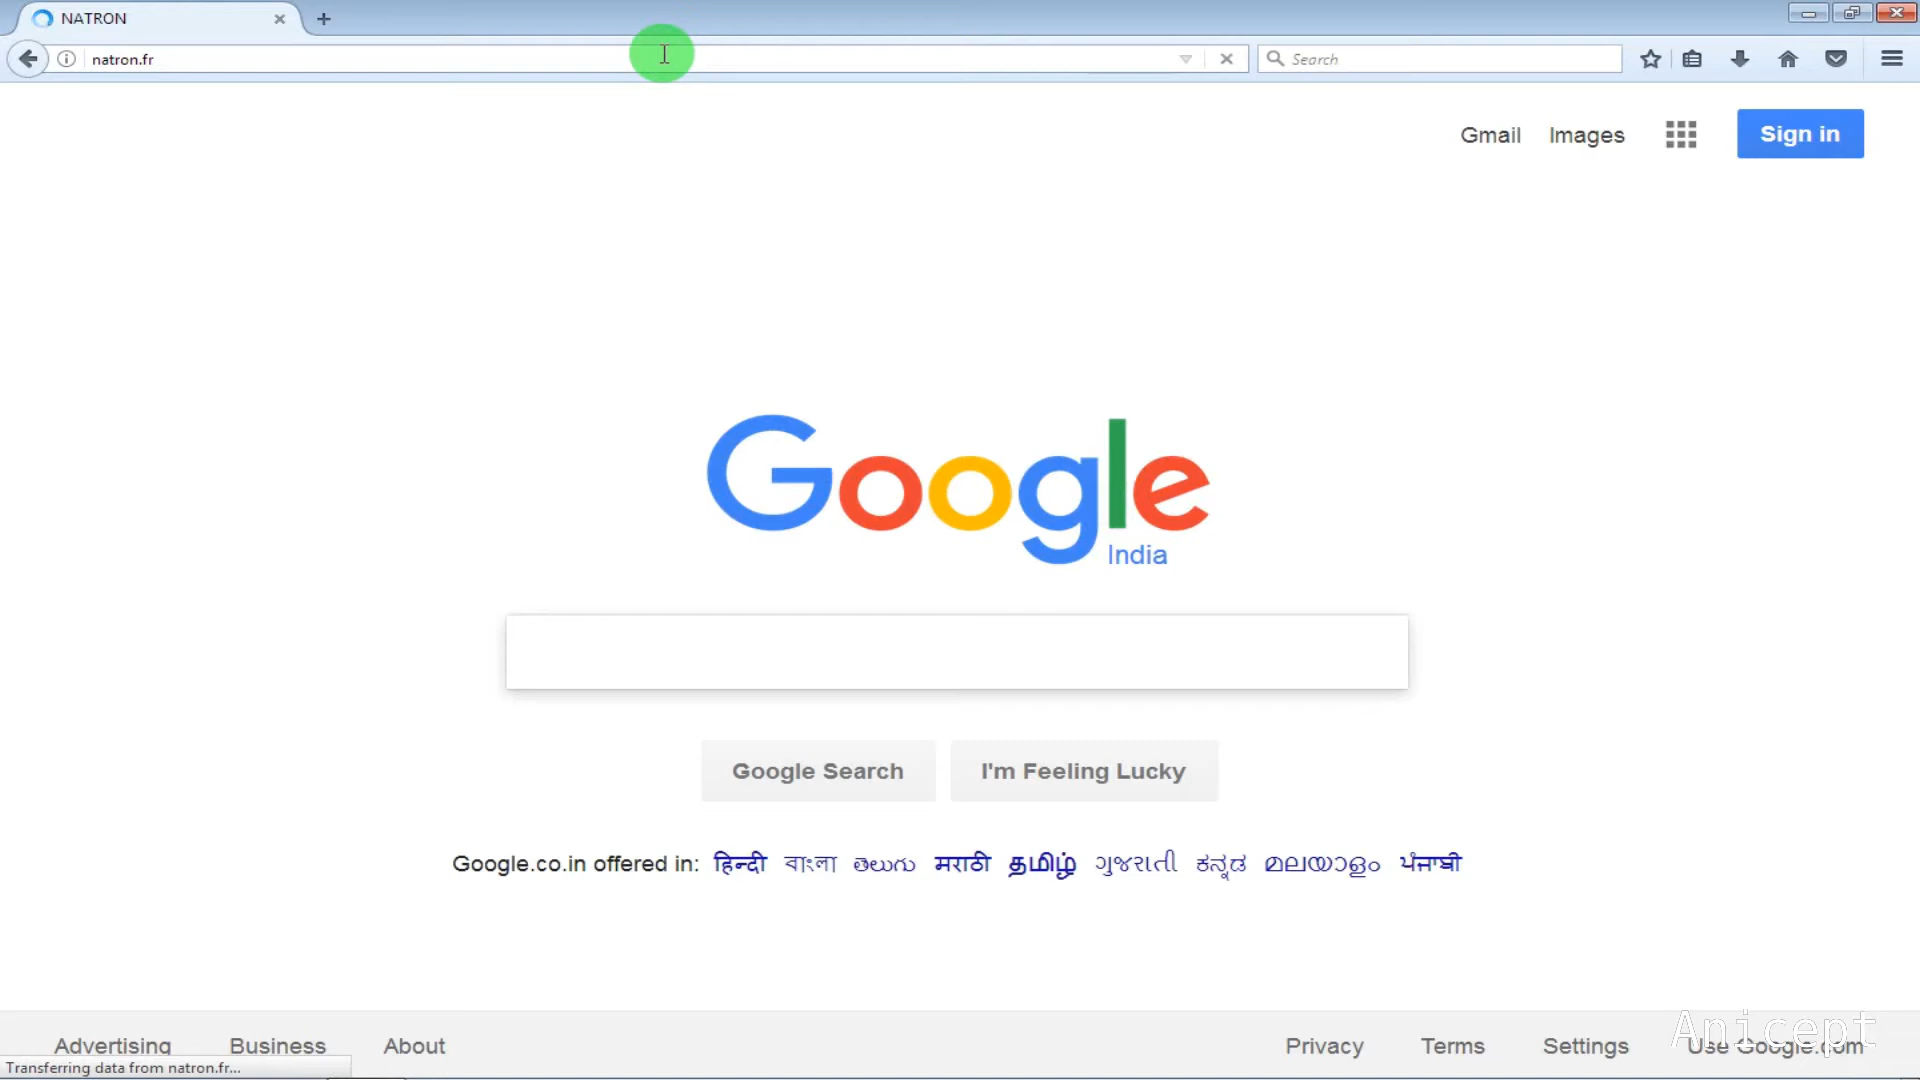 NATRON
natron.fr
Search
Gmail Images Sign in
Google
India
Google Search I'm Feeling Lucky
Google.co.in offered in: हिन्दी বাংলা తెలుగు मराठी தமிழ் ગુજરાતી ಕನ್ನಡ മലയാളം ਪੰਜਾਬੀ
Anicept
Advertising Business About Privacy Terms Settings Use Google.com
Transferring data from natron.fr...